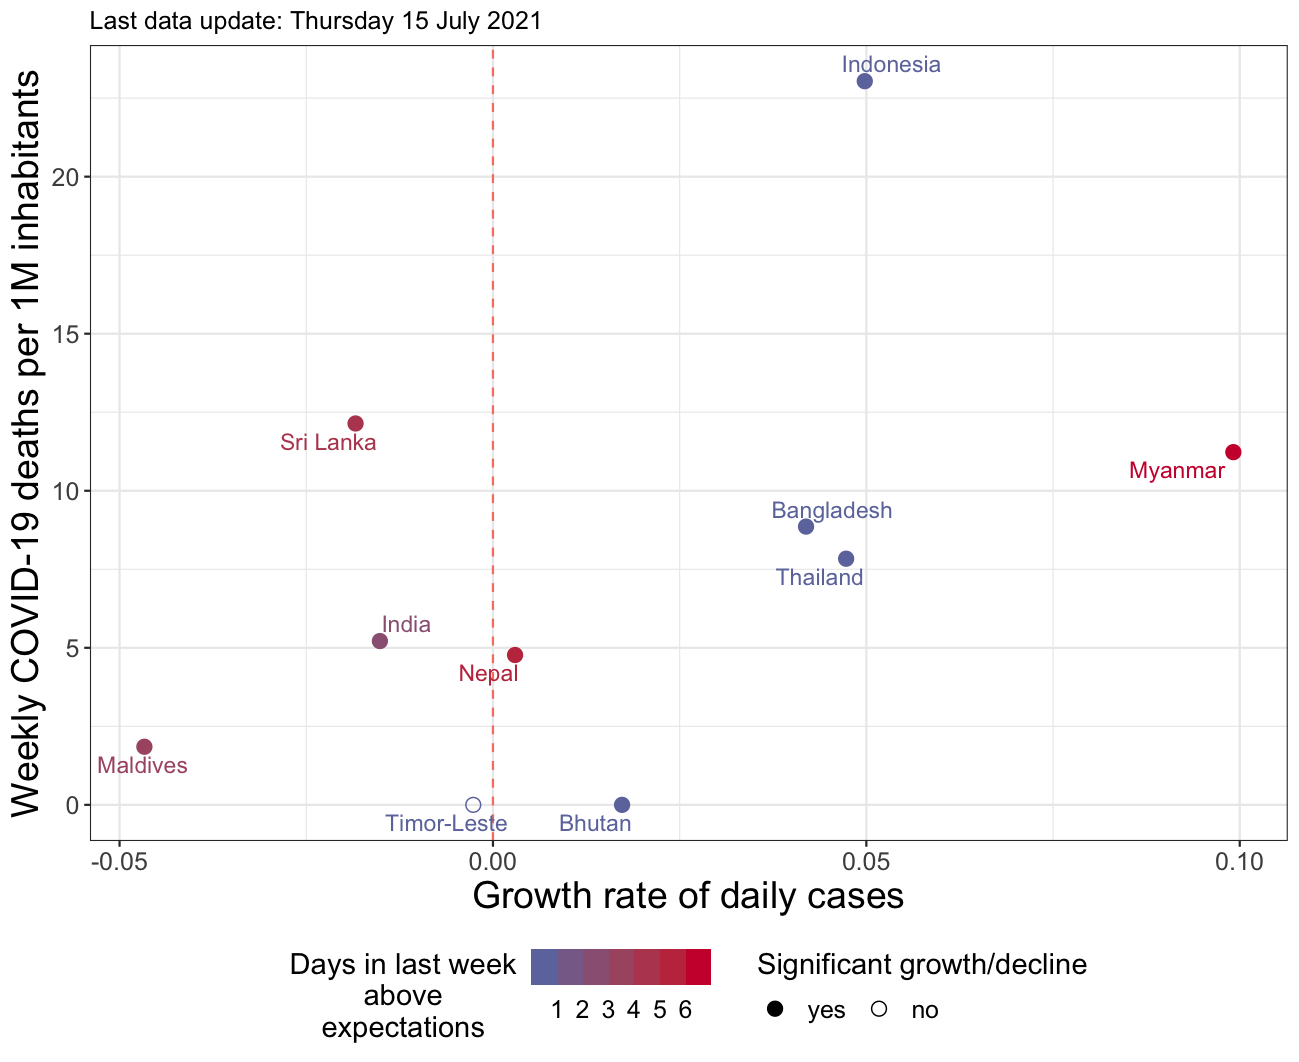 Last data update: Thursday 15 July 2021
Weekly COVID-19 deaths per 1M inhabitants
Indonesia
20
15
Sri Lanka
Myanmar
10
Bangladesh
Thailand
India
5
Nepal
Maldives
0
Timor-Leste
Bhutan
-0.05
0.00
0.05
0.10
Growth rate of daily cases
Days in last week
above
expectations
1 2 3 4 5 6
Significant growth/decline
yes
no